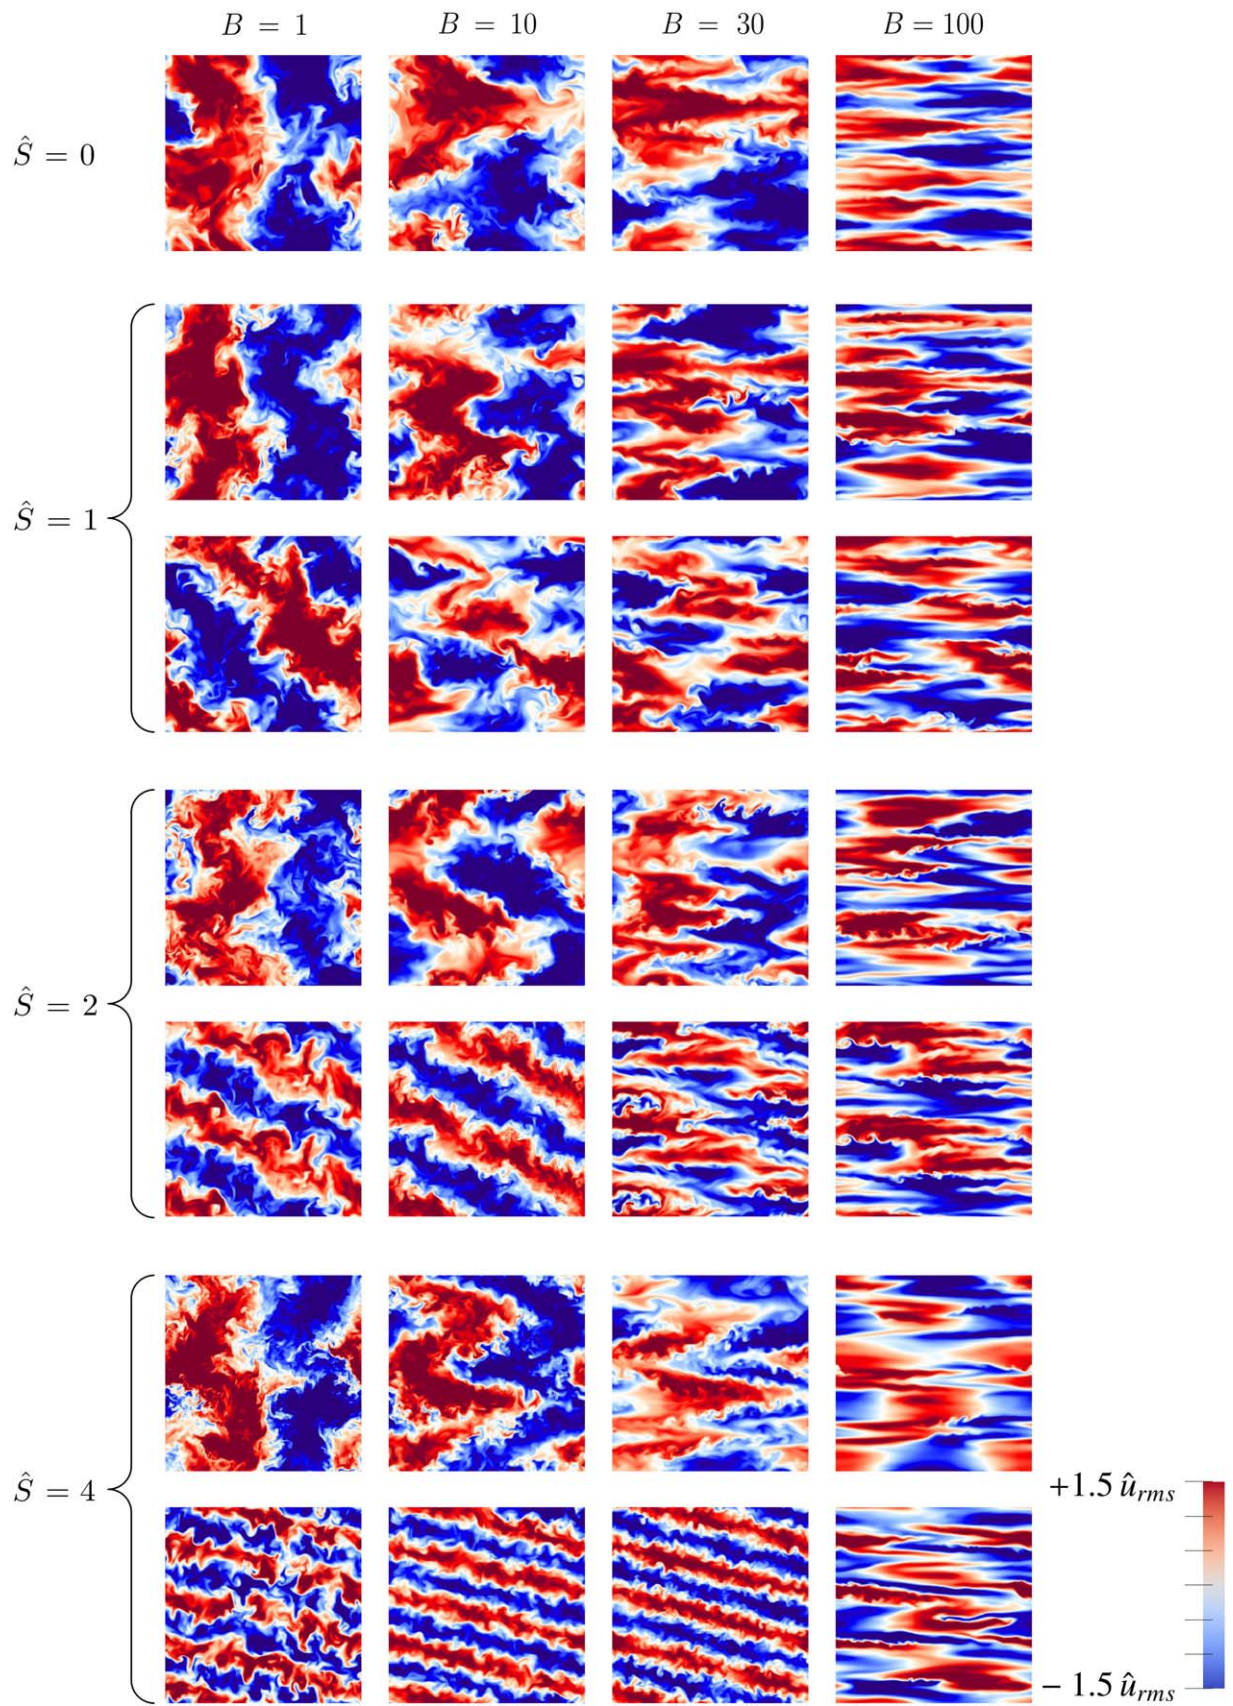 B = 1 B = 10 B = 30 B = 100
Ŝ = 0
Ŝ = 1
Ŝ = 2
Ŝ = 4
+1.5 û_rms
− 1.5 û_rms